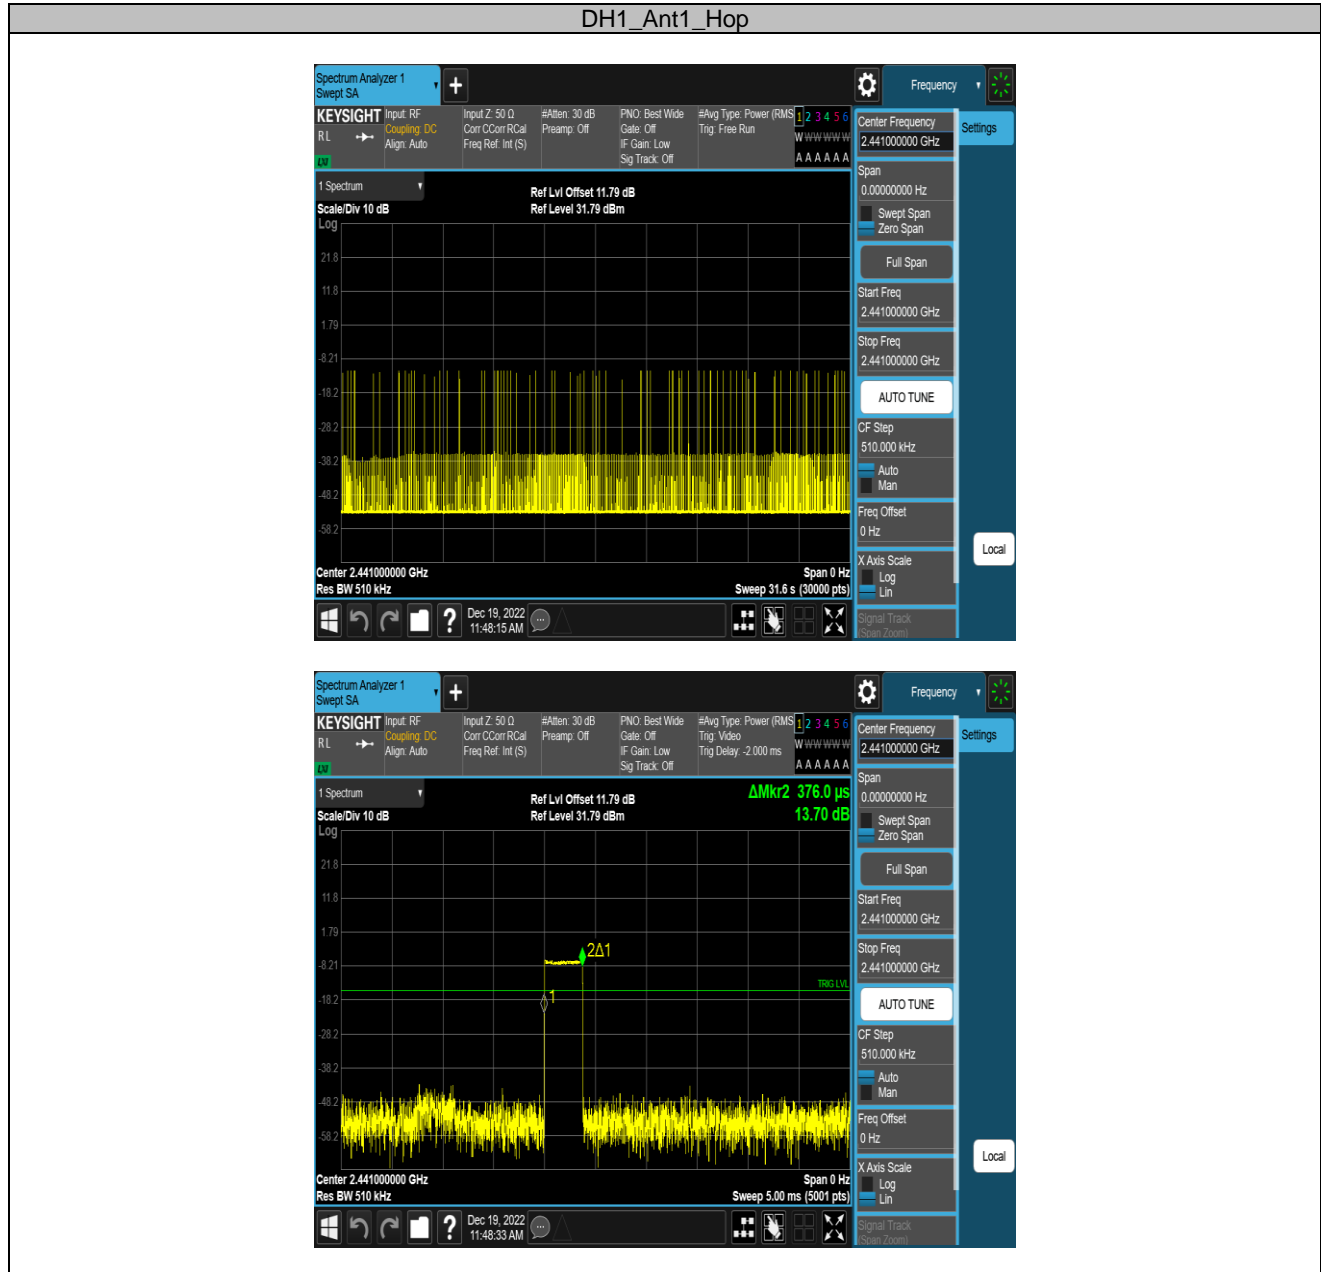 DH1_Ant1_Hop
Spectrum Analyzer 1
Swept SA
+
Frequency
KEYSIGHT
RL
LXI
Input: RF
Coupling: DC
Align: Auto
Input Z: 50 Ω
Corr CCorr RCal
Freq Ref: Int (S)
#Atten: 30 dB
Preamp: Off
PNO: Best Wide
Gate: Off
IF Gain: Low
Sig Track: Off
#Avg Type: Power (RMS
Trig: Free Run
1 2 3 4 5 6
W W W W W W
A A A A A A
Center Frequency
2.441000000 GHz
Settings
1 Spectrum
Scale/Div 10 dB
Log
Ref Lvl Offset 11.79 dB
Ref Level 31.79 dBm
21.8
11.8
1.79
-8.21
-18.2
-28.2
-38.2
-48.2
-58.2
Center 2.441000000 GHz
Res BW 510 kHz
Span 0 Hz
Sweep 31.6 s (30000 pts)
Span
0.00000000 Hz
Swept Span
Zero Span
Full Span
Start Freq
2.441000000 GHz
Stop Freq
2.441000000 GHz
AUTO TUNE
CF Step
510.000 kHz
Auto
Man
Freq Offset
0 Hz
X Axis Scale
Log
Lin
Signal Track
(Span Zoom)
Local
?
Dec 19, 2022
11:48:15 AM
Spectrum Analyzer 1
Swept SA
+
Frequency
KEYSIGHT
RL
LXI
Input: RF
Coupling: DC
Align: Auto
Input Z: 50 Ω
Corr CCorr RCal
Freq Ref: Int (S)
#Atten: 30 dB
Preamp: Off
PNO: Best Wide
Gate: Off
IF Gain: Low
Sig Track: Off
#Avg Type: Power (RMS
Trig: Video
Trig Delay: -2.000 ms
1 2 3 4 5 6
W W W W W W
A A A A A A
Center Frequency
2.441000000 GHz
Settings
1 Spectrum
Scale/Div 10 dB
Log
Ref Lvl Offset 11.79 dB
Ref Level 31.79 dBm
ΔMkr2 376.0 µs
13.70 dB
21.8
11.8
1.79
-8.21
-18.2
-28.2
-38.2
-48.2
-58.2
2Δ1
1
TRIG LVL
Center 2.441000000 GHz
Res BW 510 kHz
Span 0 Hz
Sweep 5.00 ms (5001 pts)
Span
0.00000000 Hz
Swept Span
Zero Span
Full Span
Start Freq
2.441000000 GHz
Stop Freq
2.441000000 GHz
AUTO TUNE
CF Step
510.000 kHz
Auto
Man
Freq Offset
0 Hz
X Axis Scale
Log
Lin
Signal Track
(Span Zoom)
Local
?
Dec 19, 2022
11:48:33 AM